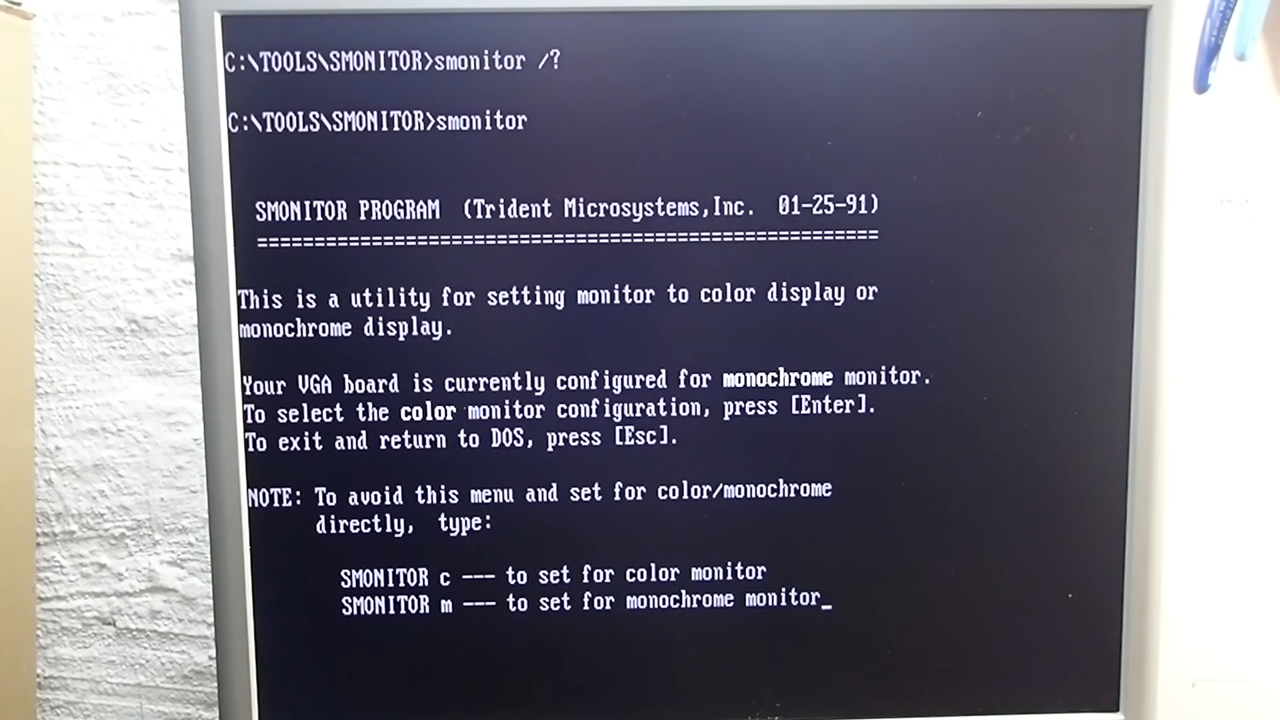 C:\TOOLS\SMONITOR>smonitor /?
C:\TOOLS\SMONITOR>smonitor
SMONITOR PROGRAM (Trident Microsystems,Inc. 01-25-91)
=======================================================
This is a utility for setting monitor to color display or
monochrome display.
Your VGA board is currently configured for monochrome monitor.
To select the color monitor configuration, press [Enter].
To exit and return to DOS, press [Esc].
NOTE: To avoid this menu and set for color/monochrome
directly, type:
SMONITOR c --- to set for color monitor
SMONITOR m --- to set for monochrome monitor_